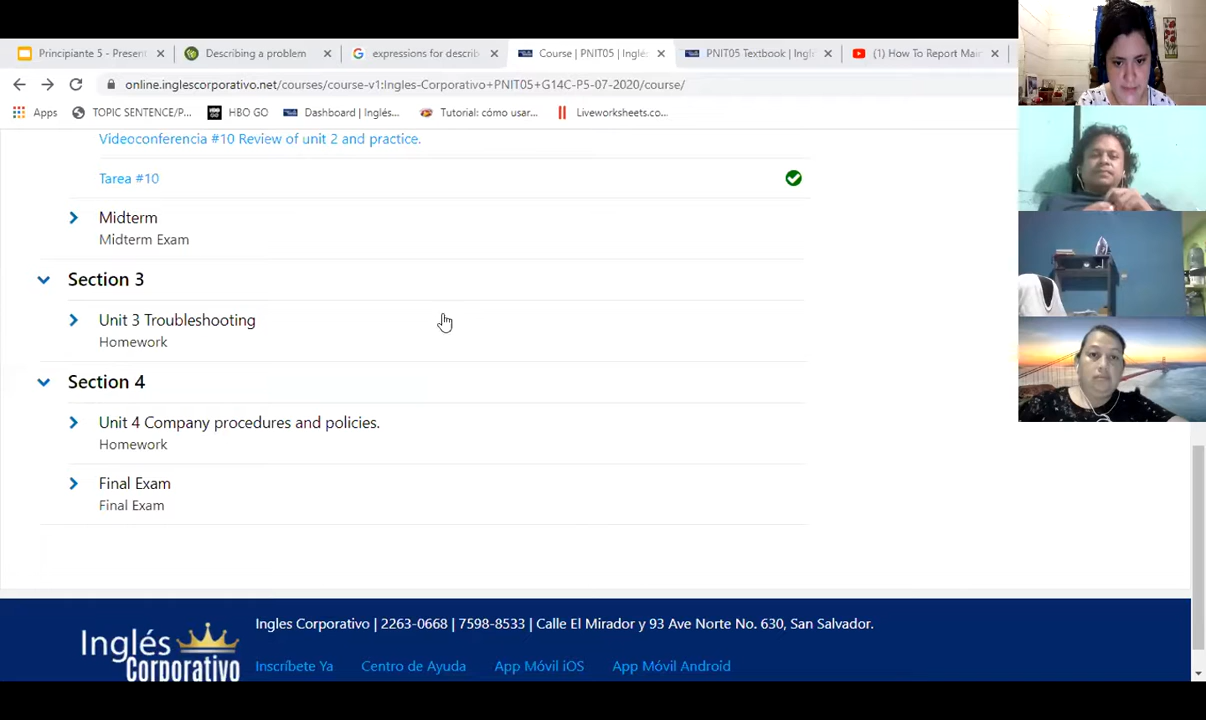 Principiante 5 - Present
Describing a problem
expressions for describ
Course | PNIT05 | Inglés
PNIT05 Textbook | Inglé
(1) How To Report Main
online.inglescorporativo.net/courses/course-v1:Ingles-Corporativo+PNIT05+G14C-P5-07-2020/course/
Apps
TOPIC SENTENCE/P...
HBO GO
Dashboard | Inglés...
Tutorial: cómo usar...
Liveworksheets.co...
Videoconferencia #10 Review of unit 2 and practice.
Tarea #10
Midterm
Midterm Exam
Section 3
Unit 3 Troubleshooting
Homework
Section 4
Unit 4 Company procedures and policies.
Homework
Final Exam
Final Exam
Inglés Corporativo
Ingles Corporativo | 2263-0668 | 7598-8533 | Calle El Mirador y 93 Ave Norte No. 630, San Salvador.
Inscríbete Ya
Centro de Ayuda
App Móvil iOS
App Móvil Android